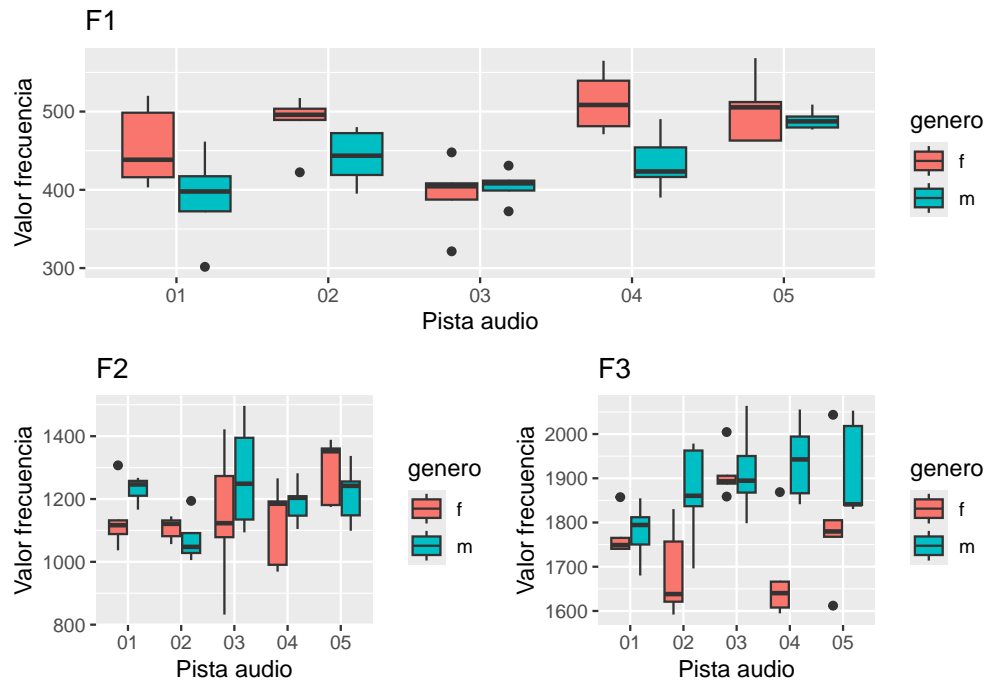 F1
Valor frecuencia
500
400
300
01 02 03 04 05
Pista audio
genero
f
m
F2
Valor frecuencia
1400
1200
1000
800
01 02 03 04 05
Pista audio
genero
f
m
F3
Valor frecuencia
2000
1900
1800
1700
1600
01 02 03 04 05
Pista audio
genero
f
m